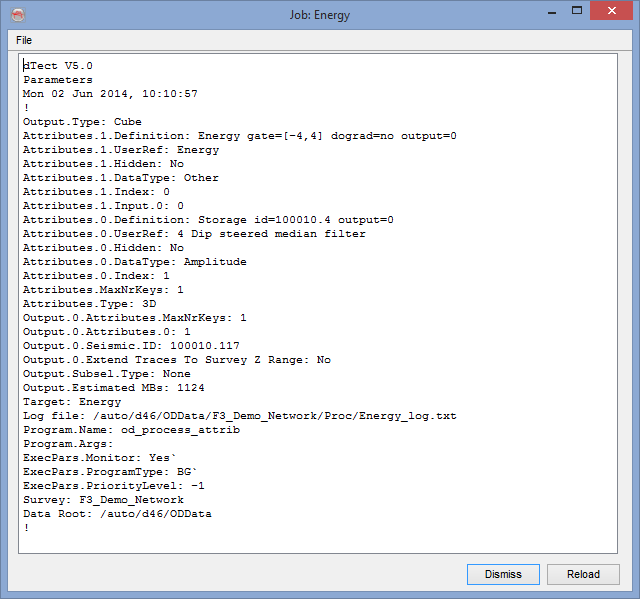 Job: Energy
File
dTect V5.0
Parameters
Mon 02 Jun 2014, 10:10:57
!
Output.Type: Cube
Attributes.1.Definition: Energy gate=[-4,4] dograd=no output=0
Attributes.1.UserRef: Energy
Attributes.1.Hidden: No
Attributes.1.DataType: Other
Attributes.1.Index: 0
Attributes.1.Input.0: 0
Attributes.0.Definition: Storage id=100010.4 output=0
Attributes.0.UserRef: 4 Dip steered median filter
Attributes.0.Hidden: No
Attributes.0.DataType: Amplitude
Attributes.0.Index: 1
Attributes.MaxNrKeys: 1
Attributes.Type: 3D
Output.0.Attributes.MaxNrKeys: 1
Output.0.Attributes.0: 1
Output.0.Seismic.ID: 100010.117
Output.0.Extend Traces To Survey Z Range: No
Output.Subsel.Type: None
Output.Estimated MBs: 1124
Target: Energy
Log file: /auto/d46/ODData/F3_Demo_Network/Proc/Energy_log.txt
Program.Name: od_process_attrib
Program.Args:
ExecPars.Monitor: Yes`
ExecPars.ProgramType: BG`
ExecPars.PriorityLevel: -1
Survey: F3_Demo_Network
Data Root: /auto/d46/ODData
!
Dismiss
Reload